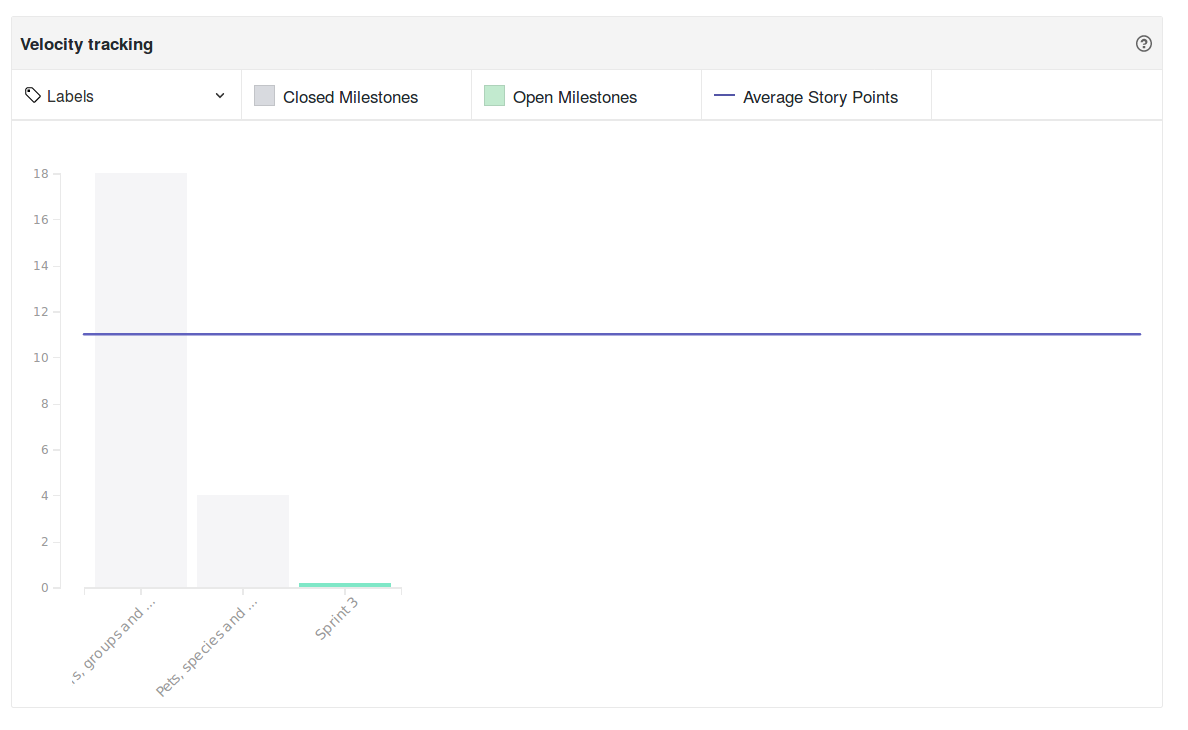 Velocity tracking
Labels
Closed Milestones
Open Milestones
Average Story Points
18
16
14
12
10
8
6
4
2
0
s, groups and ...
Pets, species and ...
Sprint 3